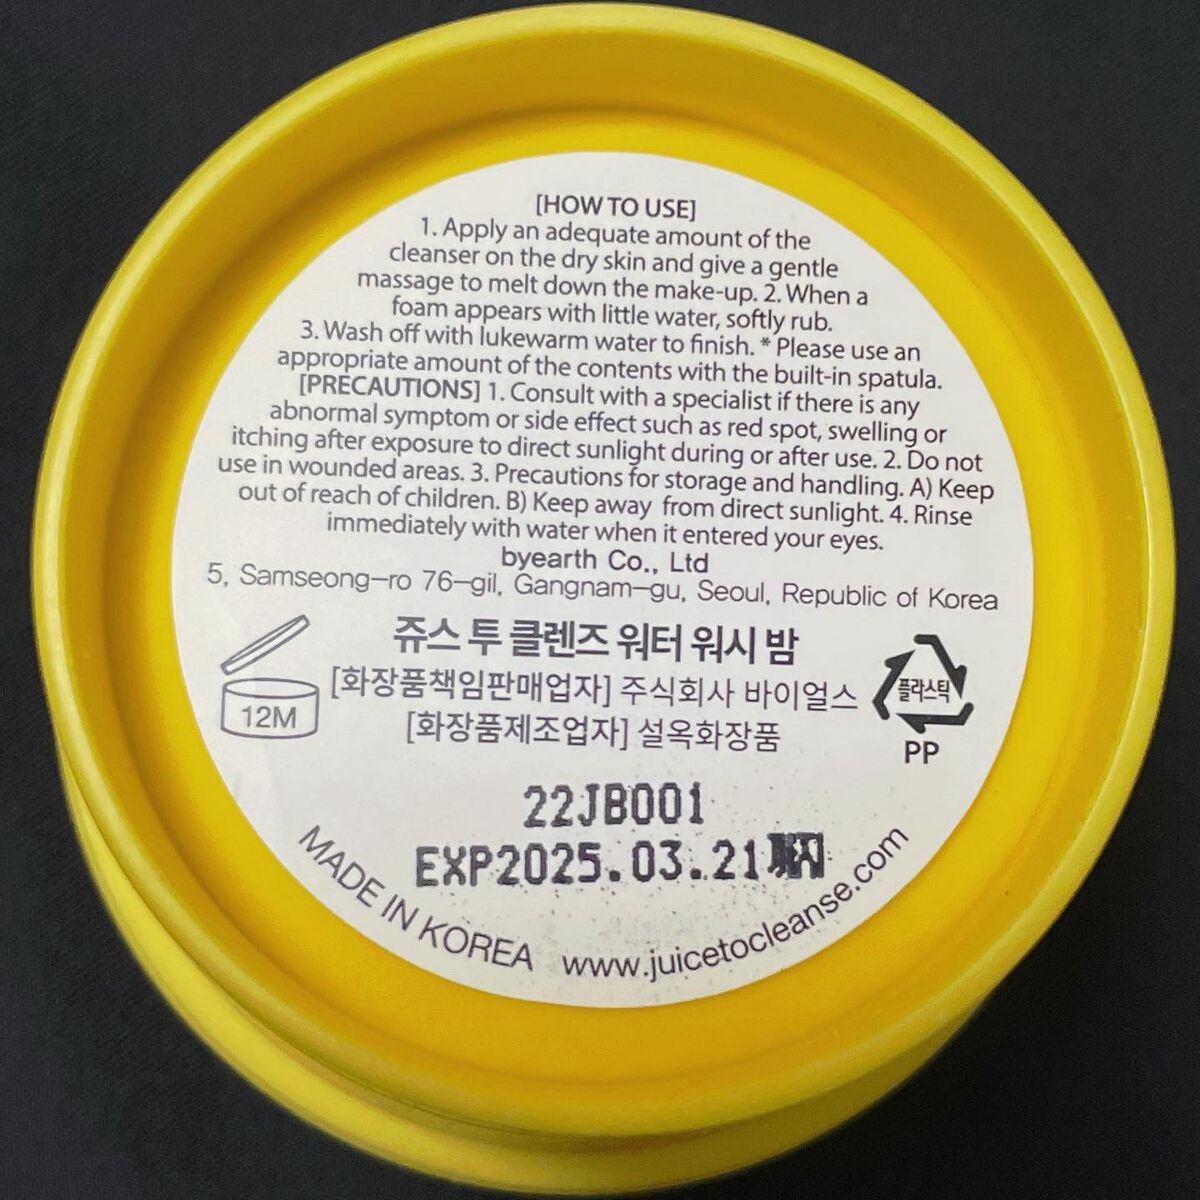 [HOW TO USE]
1. Apply an adequate amount of the
cleanser on the dry skin and give a gentle
massage to melt down the make-up. 2. When a
foam appears with little water, softly rub.
3. Wash off with lukewarm water to finish. * Please use an
appropriate amount of the contents with the built-in spatula.
[PRECAUTIONS] 1. Consult with a specialist if there is any
abnormal symptom or side effect such as red spot, swelling or
itching after exposure to direct sunlight during or after use. 2. Do not
use in wounded areas. 3. Precautions for storage and handling. A) Keep
out of reach of children. B) Keep away from direct sunlight. 4. Rinse
immediately with water when it entered your eyes.
byearth Co., Ltd
5, Samseong-ro 76-gil, Gangnam-gu, Seoul, Republic of Korea
쥬스 투 클렌즈 워터 워시 밤
[화장품책임판매업자] 주식회사 바이얼스
[화장품제조업자] 설옥화장품
12M
플라스틱
PP
22JB001
EXP2025.03.21
MADE IN KOREA www.juicetocleanse.com